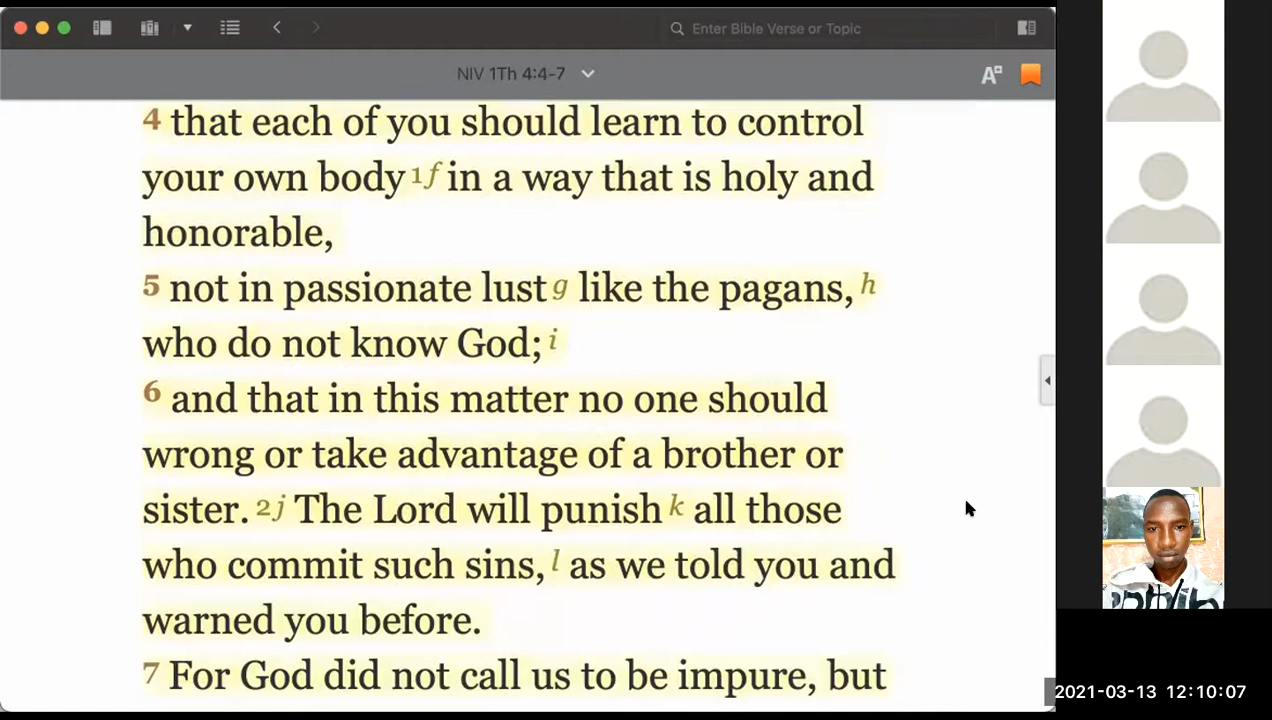 Enter Bible Verse or Topic
NIV 1Th 4:4-7
4 that each of you should learn to control
your own body 1f in a way that is holy and
honorable,
5 not in passionate lust g like the pagans, h
who do not know God; i
6 and that in this matter no one should
wrong or take advantage of a brother or
sister. 2j The Lord will punish k all those
who commit such sins, l as we told you and
warned you before.
7 For God did not call us to be impure, but
2021-03-13 12:10:07